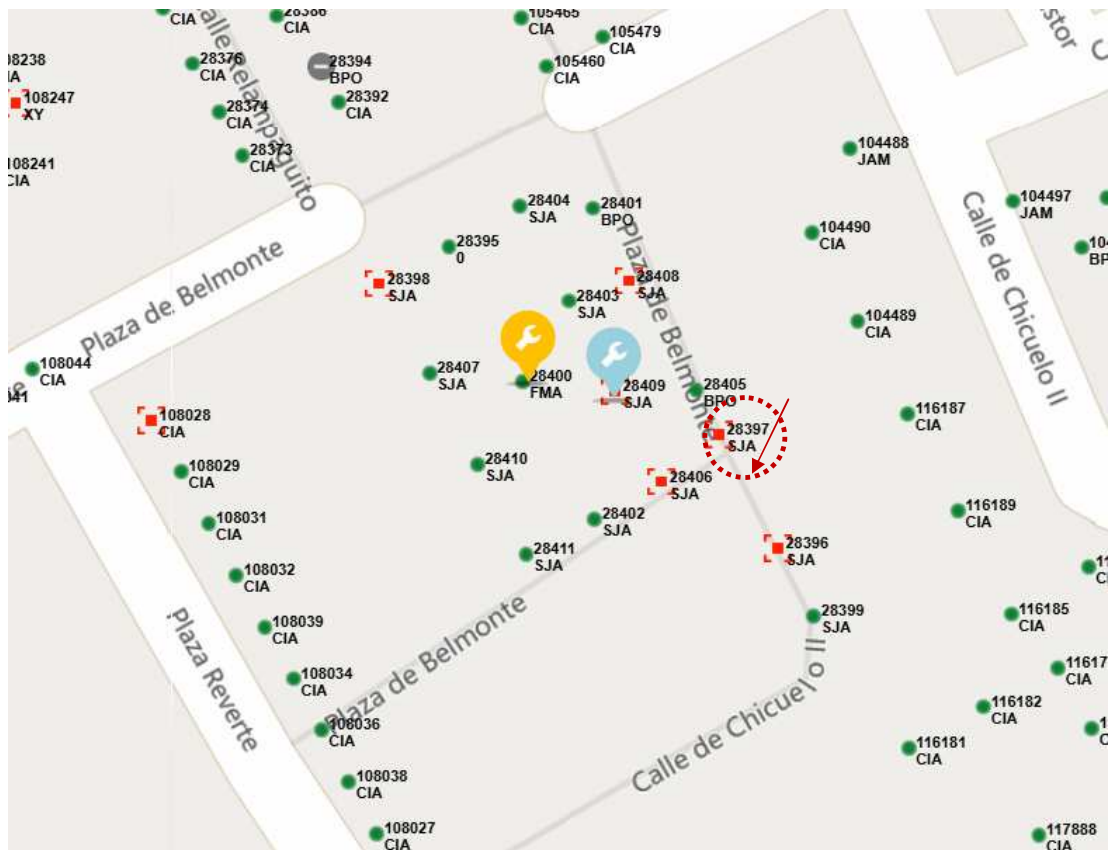 CIA
28386
CIA
105465
CIA
105479
CIA
28376
CIA
28394
BPO
105460
CIA
108247
XY
28374
CIA
28392
CIA
Calle Relampaguito
28373
CIA
104488
JAM
108241
CIA
28404
SJA
28401
BPO
104497
JAM
104490
CIA
28395
0
Plaza de Belmonte
28398
SJA
28408
SJA
28403
SJA
Plaza de Belmonte
Calle de Chicuelo II
104489
CIA
108044
CIA
28407
SJA
28400
FMA
28409
SJA
28405
BPO
116187
CIA
108028
CIA
28397
SJA
108029
CIA
28410
SJA
28406
SJA
108031
CIA
28402
SJA
116189
CIA
28411
SJA
28396
SJA
108032
CIA
108039
CIA
28399
SJA
116185
CIA
Plaza Reverte
Plaza de Belmonte
108034
CIA
Calle de Chicuelo II
108036
CIA
116182
CIA
116181
CIA
108038
CIA
108027
CIA
117888
CIA